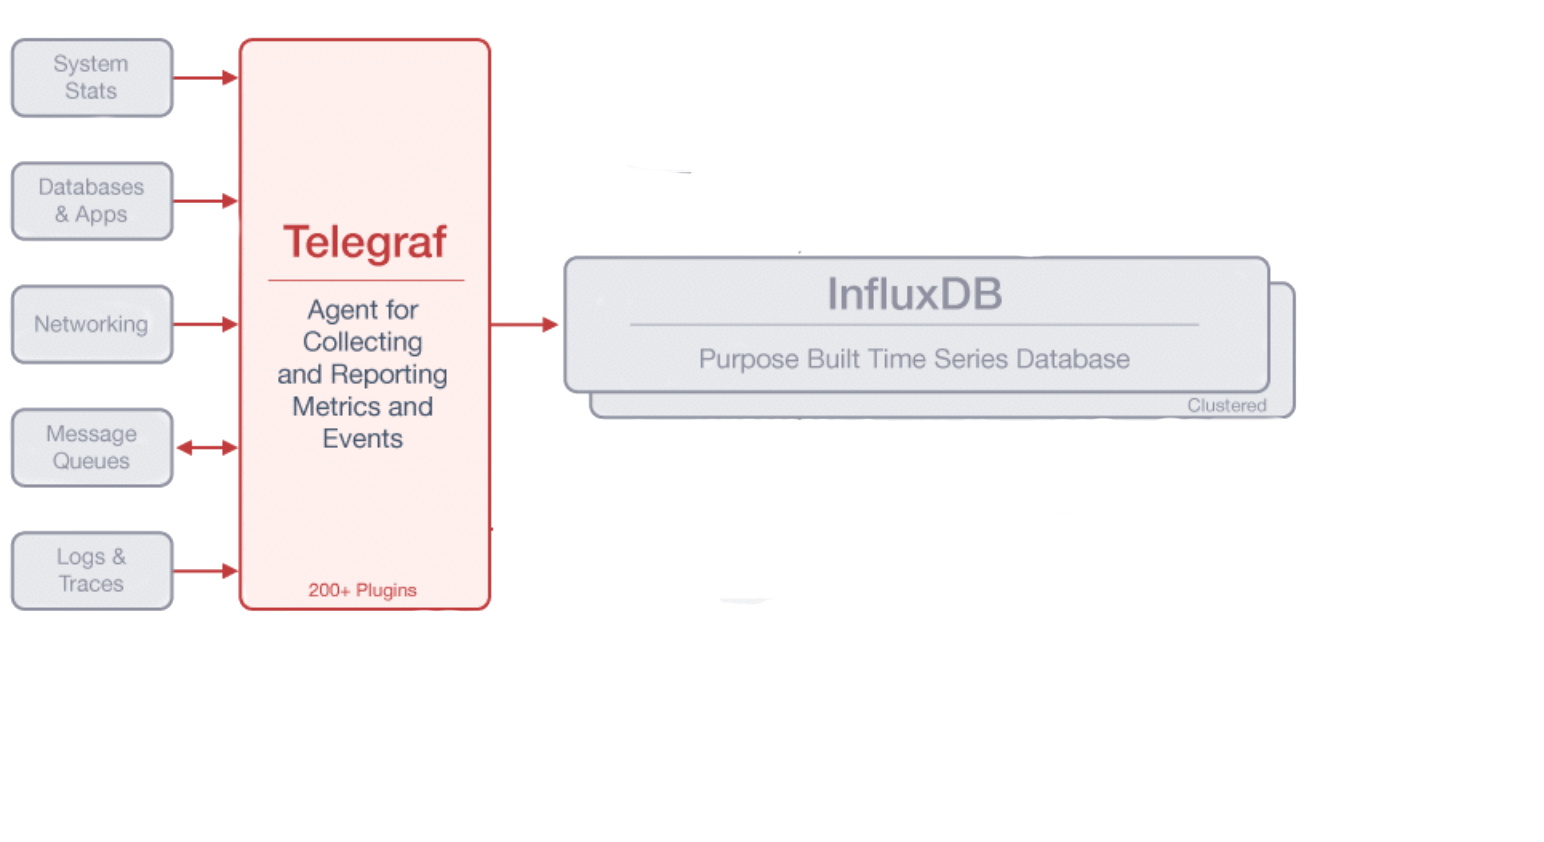 System
Stats
Databases
& Apps
Networking
Message
Queues
Logs &
Traces
Telegraf
Agent for
Collecting
and Reporting
Metrics and
Events
200+ Plugins
InfluxDB
Purpose Built Time Series Database
Clustered